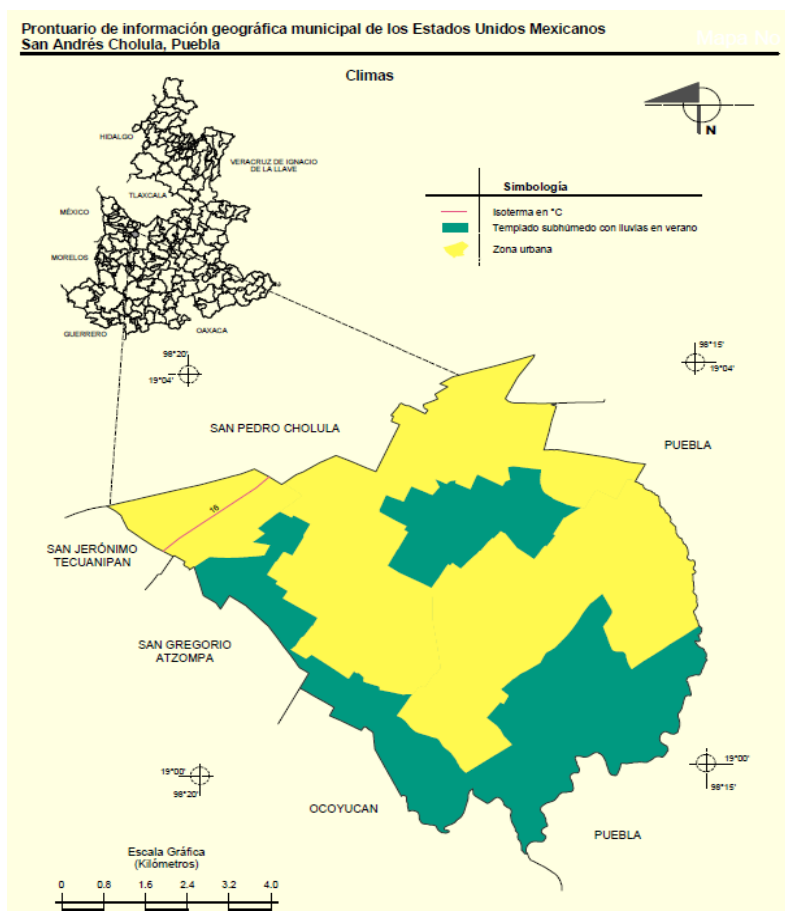 Prontuario de información geográfica municipal de los Estados Unidos Mexicanos
San Andrés Cholula, Puebla
Climas
HIDALGO
VERACRUZ DE IGNACIO
DE LA LLAVE
TLAXCALA
MÉXICO
MORELOS
GUERRERO
OAXACA
N
Simbología
Isoterma en °C
Templado subhúmedo con lluvias en verano
Zona urbana
98°20'
19°04'
98°15'
19°04'
SAN PEDRO CHOLULA
PUEBLA
16
SAN JERÓNIMO
TECUANIPAN
SAN GREGORIO
ATZOMPA
19°00'
98°20'
19°00'
98°15'
OCOYUCAN
PUEBLA
Escala Gráfica
(Kilómetros)
0 0.8 1.6 2.4 3.2 4.0